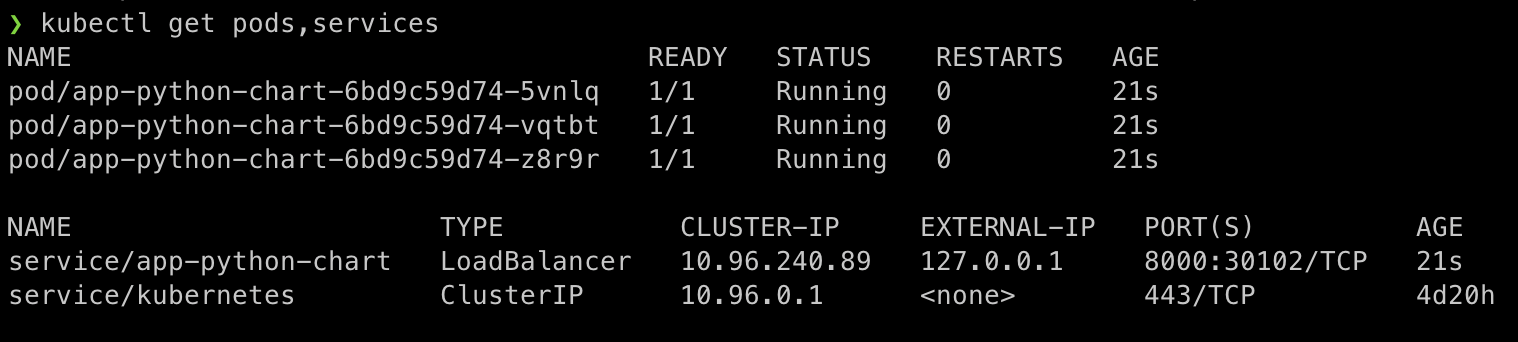 ❯ kubectl get pods,services
NAME                                    READY   STATUS    RESTARTS   AGE
pod/app-python-chart-6bd9c59d74-5vnlq   1/1     Running   0          21s
pod/app-python-chart-6bd9c59d74-vqtbt   1/1     Running   0          21s
pod/app-python-chart-6bd9c59d74-z8r9r   1/1     Running   0          21s

NAME                       TYPE           CLUSTER-IP     EXTERNAL-IP   PORT(S)          AGE
service/app-python-chart   LoadBalancer   10.96.240.89   127.0.0.1     8000:30102/TCP   21s
service/kubernetes         ClusterIP      10.96.0.1      <none>        443/TCP          4d20h